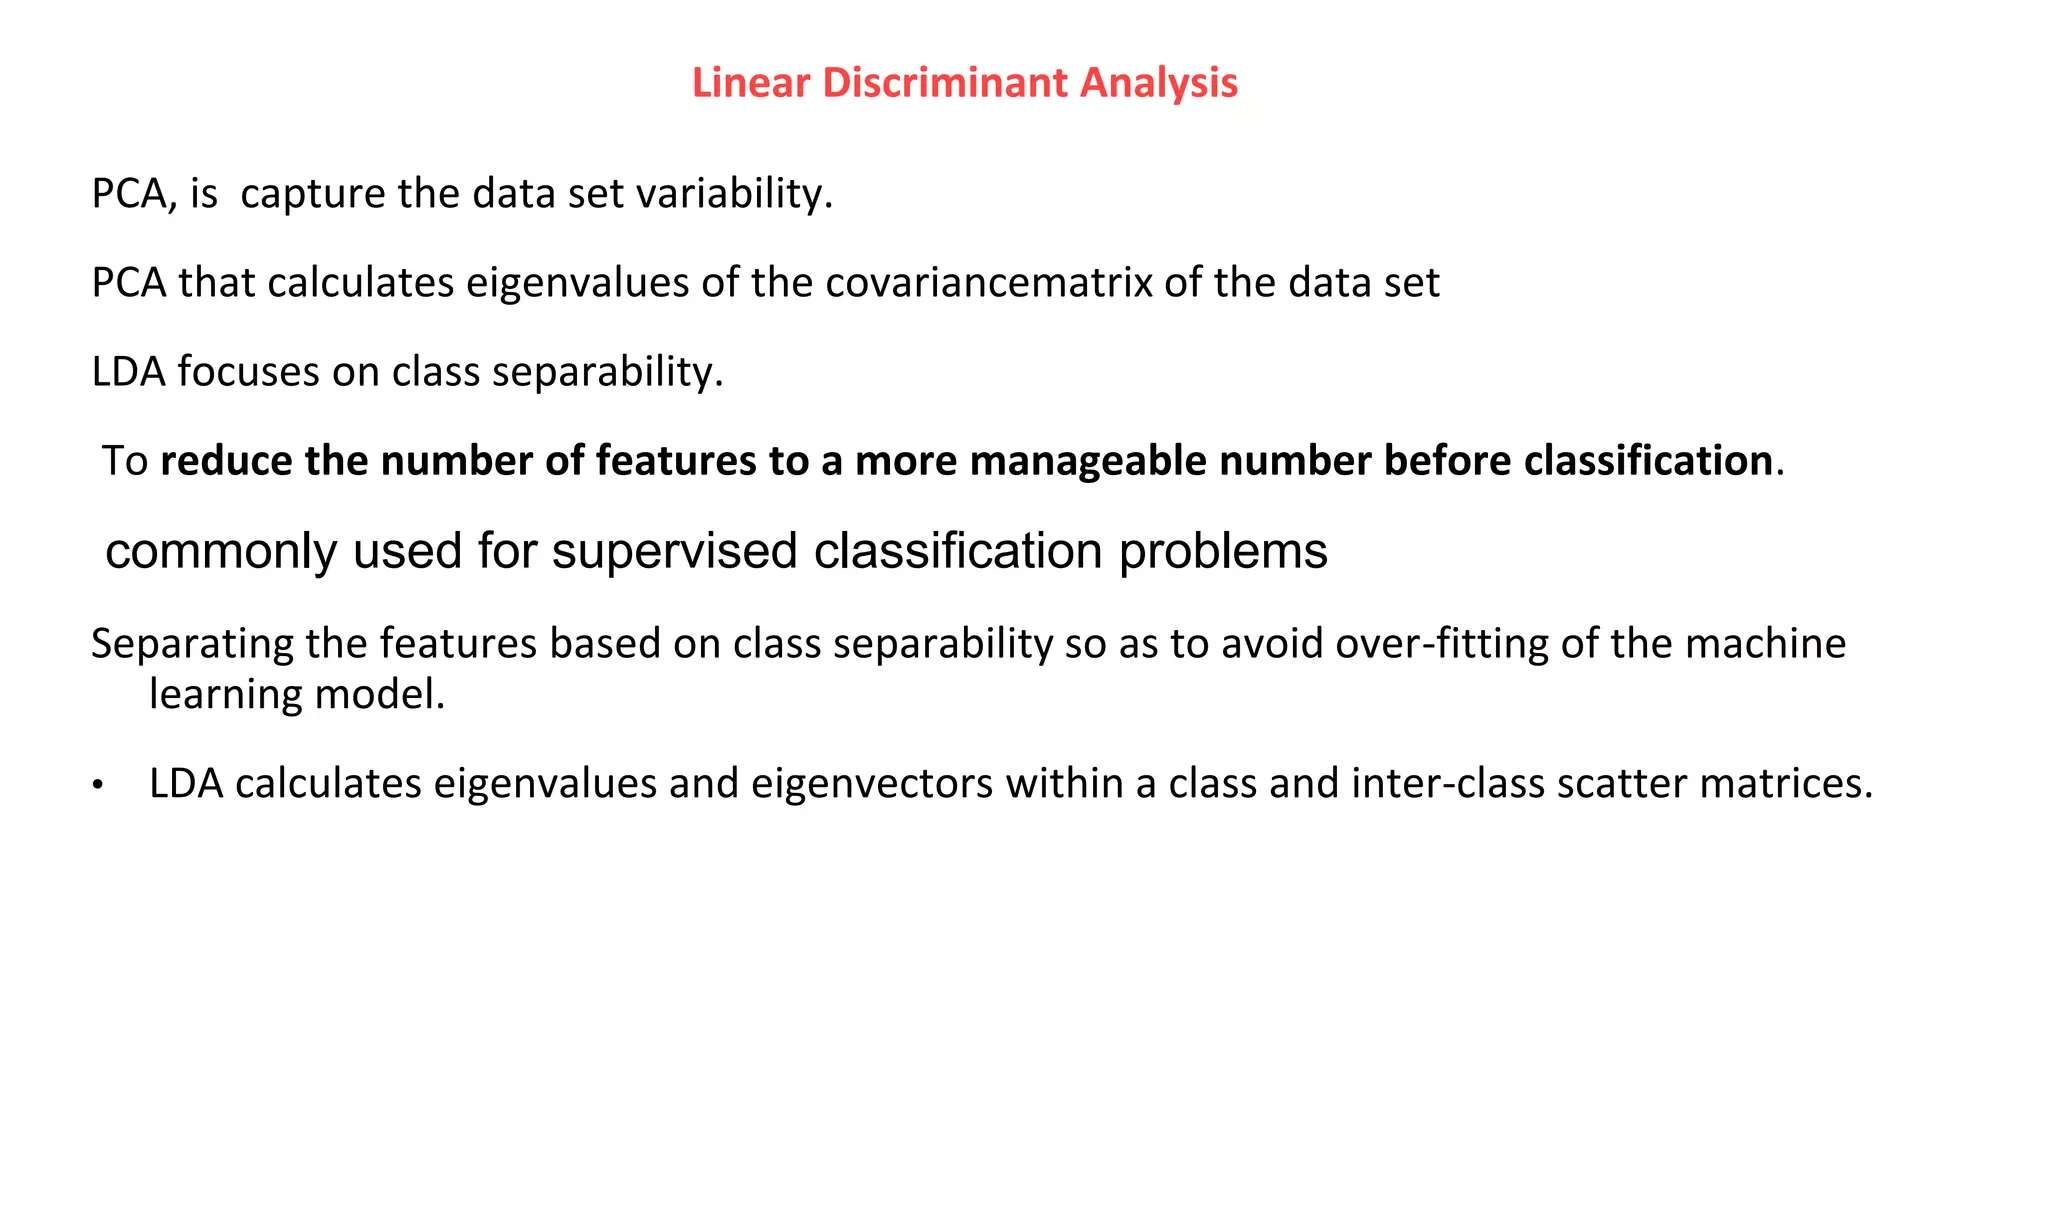 Linear Discriminant Analysis
PCA, is  capture the data set variability.
PCA that calculates eigenvalues of the covariancematrix of the data set
LDA focuses on class separability.
To reduce the number of features to a more manageable number before classification.
commonly used for supervised classification problems
Separating the features based on class separability so as to avoid over-fitting of the machine
learning model.
• LDA calculates eigenvalues and eigenvectors within a class and inter-class scatter matrices.